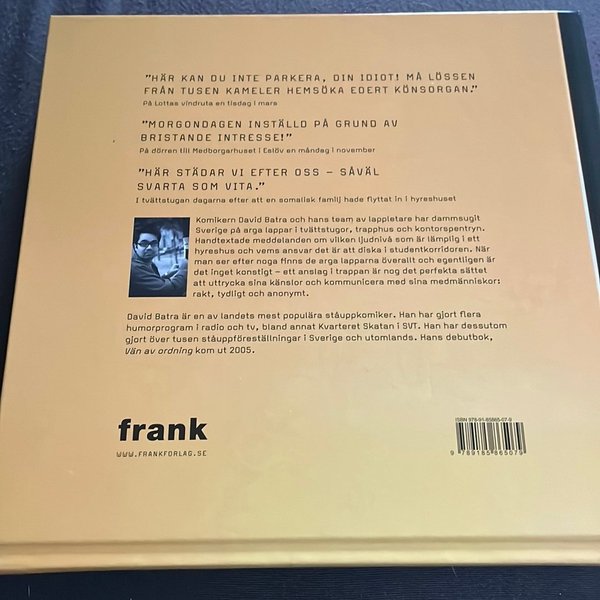 "HÄR KAN DU INTE PARKERA, DIN IDIOT! MÅ LÖSSEN
FRÅN TUSEN KAMELER HEMSÖKA EDERT KÖNSORGAN."
På Lottas vindruta en tisdag i mars
"MORGONDAGEN INSTÄLLD PÅ GRUND AV
BRISTANDE INTRESSE!"
På dörren till Medborgarhuset i Eslöv en måndag i november
"HÄR STÄDAR VI EFTER OSS – SÅVÄL
SVARTA SOM VITA."
I tvättstugan dagarna efter att en somalisk familj hade flyttat in i hyreshuset
Komikern David Batra och hans team av lappletare har dammsugit
Sverige på arga lappar i tvättstugor, trapphus och kontorspentryn.
Handtextade meddelanden om vilken ljudnivå som är lämplig i ett
hyreshus och vems ansvar det är att diska i studentkorridoren. När
man ser efter noga finns de arga lapparna överallt och egentligen är
det inget konstigt – ett anslag i trappan är nog det perfekta sättet
att uttrycka sina känslor och kommunicera med sina medmänniskor:
rakt, tydligt och anonymt.
David Batra är en av landets mest populära ståuppkomiker. Han har gjort flera
humorprogram i radio och tv, bland annat Kvarteret Skatan i SVT. Han har dessutom
gjort över tusen ståuppföreställningar i Sverige och utomlands. Hans debutbok,
Vän av ordning kom ut 2005.
frank
WWW.FRANKFORLAG.SE
ISBN 978-91-85865-07-9
9 789185 865079